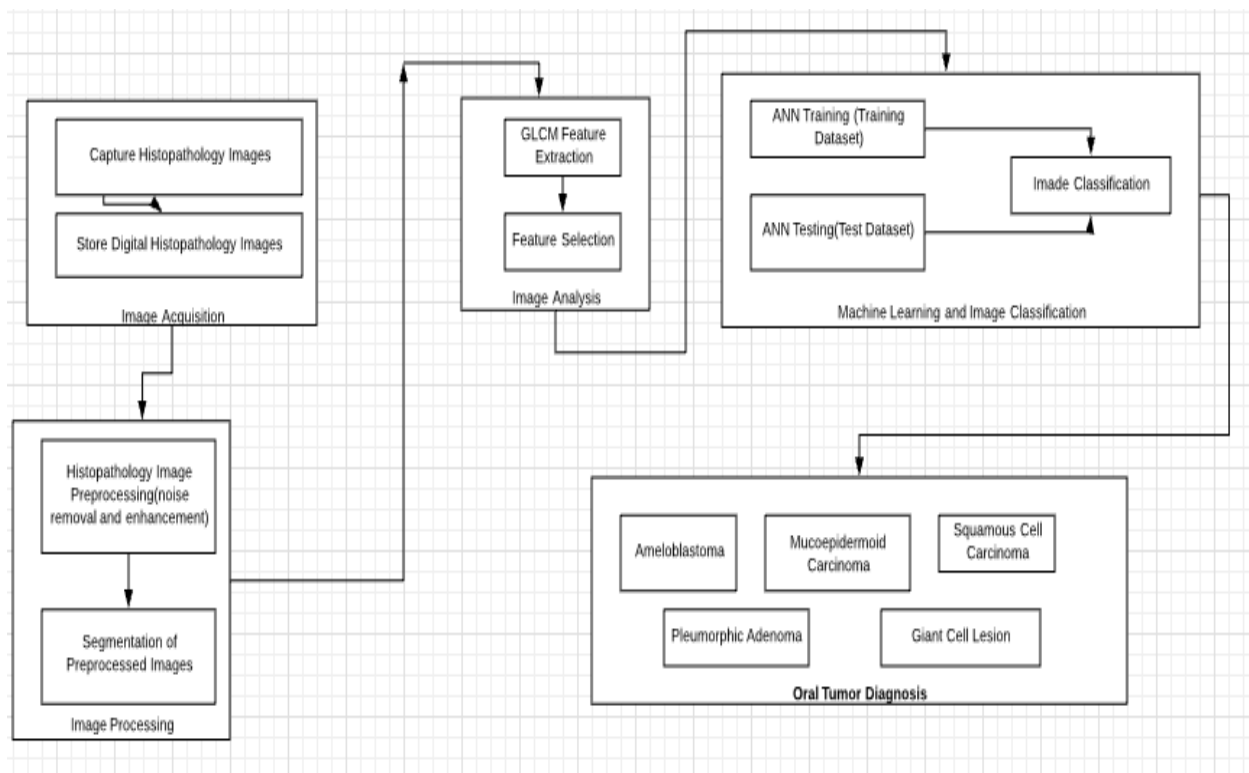 Capture Histopathology Images
Store Digital Histopathology Images
Image Acquisition
Histopathology Image
Preprocessing(noise
removal and enhancement)
Segmentation of
Preprocessed Images
Image Processing
GLCM Feature
Extraction
Feature Selection
Image Analysis
ANN Training (Training
Dataset)
ANN Testing(Test Dataset)
Imade Classification
Machine Learning and Image Classification
Ameloblastoma
Mucoepidermoid
Carcinoma
Squamous Cell
Carcinoma
Pleumorphic Adenoma
Giant Cell Lesion
Oral Tumor Diagnosis